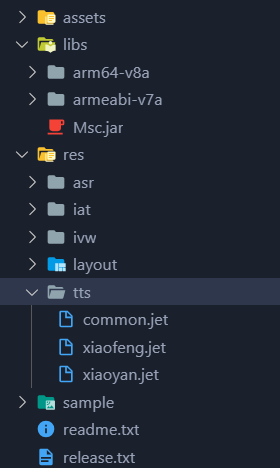 assets
libs
arm64-v8a
armeabi-v7a
Msc.jar
res
asr
iat
ivw
layout
tts
common.jet
xiaofeng.jet
xiaoyan.jet
sample
readme.txt
release.txt